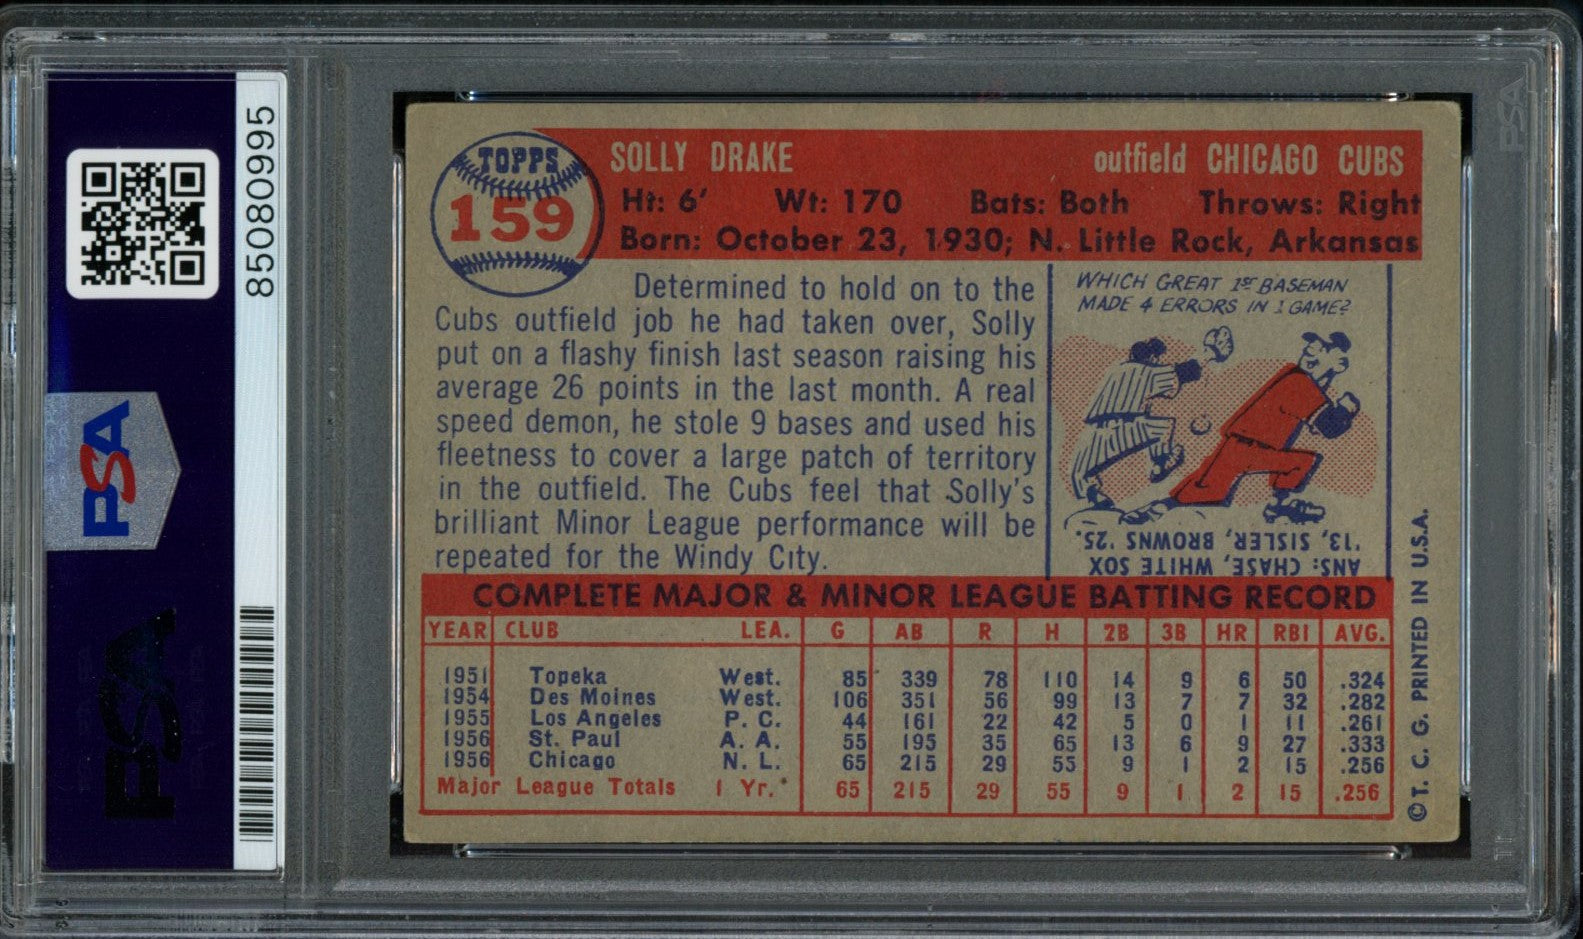 85080995
PSA
PSA
TOPPS
159
SOLLY DRAKE outfield CHICAGO CUBS
Ht: 6' Wt: 170 Bats: Both Throws: Right
Born: October 23, 1930; N. Little Rock, Arkansas
Determined to hold on to the
Cubs outfield job he had taken over, Solly
put on a flashy finish last season raising his
average 26 points in the last month. A real
speed demon, he stole 9 bases and used his
fleetness to cover a large patch of territory
in the outfield. The Cubs feel that Solly's
brilliant Minor League performance will be
repeated for the Windy City.
WHICH GREAT 1ST BASEMAN
MADE 4 ERRORS IN 1 GAME?
ANS: CHASE, WHITE SOX
'13, SISLER, BROWNS '25.
COMPLETE MAJOR & MINOR LEAGUE BATTING RECORD
YEAR CLUB LEA. G AB R H 2B 3B HR RBI AVG.
1951 Topeka West. 85 339 78 110 14 9 6 50 .324
1954 Des Moines West. 106 351 56 99 13 7 7 32 .282
1955 Los Angeles P. C. 44 161 22 42 5 0 1 11 .261
1956 St. Paul A. A. 55 195 35 65 13 6 9 27 .333
1956 Chicago N. L. 65 215 29 55 9 1 2 15 .256
Major League Totals 1 Yr. 65 215 29 55 9 1 2 15 .256
©T. C. G. PRINTED IN U.S.A.
PSA